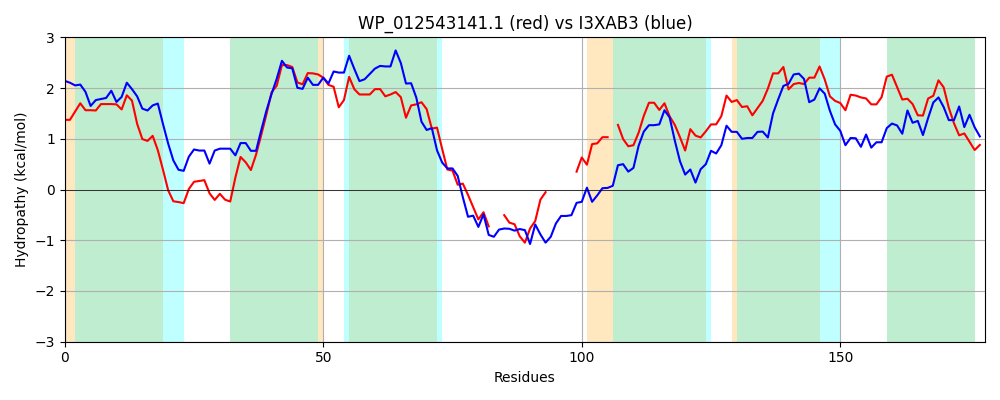 WP_012543141.1 (red) vs I3XAB3 (blue)
Hydropathy (kcal/mol)
3
2
1
0
−1
−2
−3
0 50 100 150
Residues